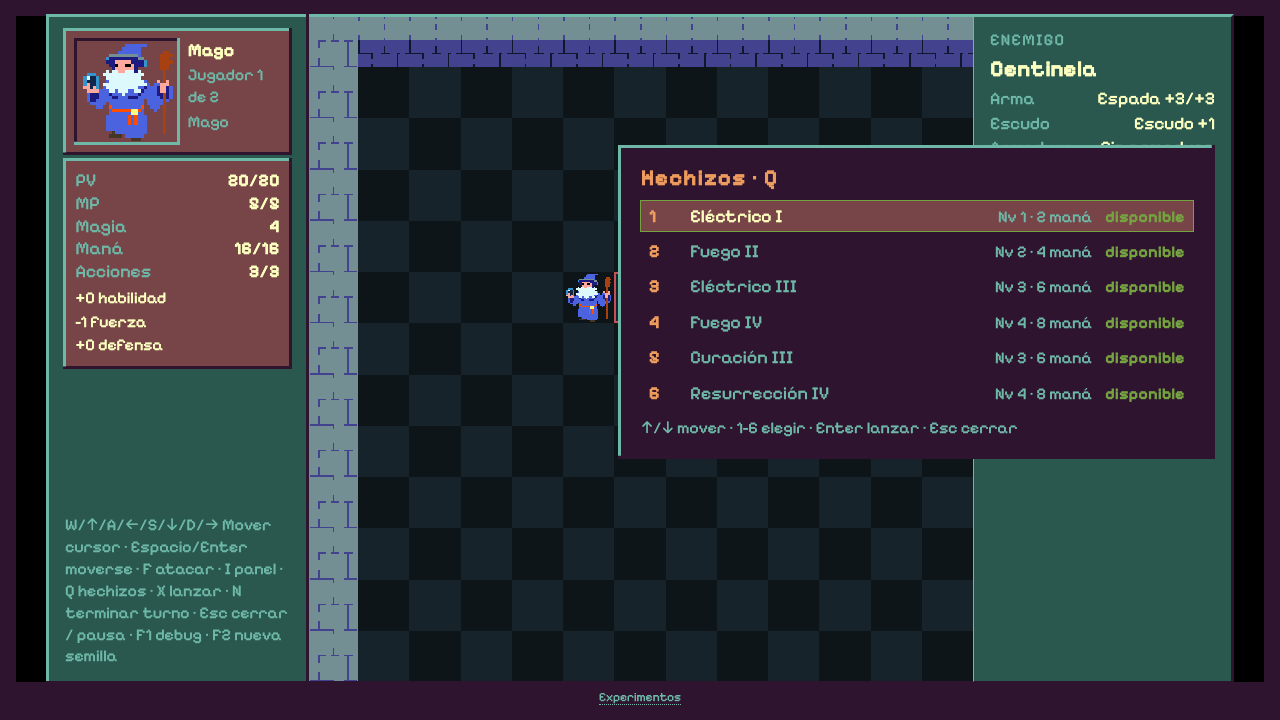 Mago
Jugador 1
de 2
Mago
PV 80/80
MP 5/5
Magia 4
Maná 16/16
Acciones 3/3
+0 habilidad
-1 fuerza
+0 defensa
W/↑/A/←/S/↓/D/→ Mover
cursor · Espacio/Enter
moverse · F atacar · I panel ·
Q hechizos · X lanzar · N
terminar turno · Esc cerrar
/ pausa · F1 debug · F2 nueva
semilla
ENEMIGO
Centinela
Arma Espada +3/+3
Escudo Escudo +1
Hechizos · Q
1 Eléctrico I Nv 1 · 2 maná disponible
2 Fuego II Nv 2 · 4 maná disponible
3 Eléctrico III Nv 3 · 6 maná disponible
4 Fuego IV Nv 4 · 8 maná disponible
5 Curación III Nv 3 · 6 maná disponible
6 Resurrección IV Nv 4 · 8 maná disponible
↑/↓ mover · 1-6 elegir · Enter lanzar · Esc cerrar
Experimentos